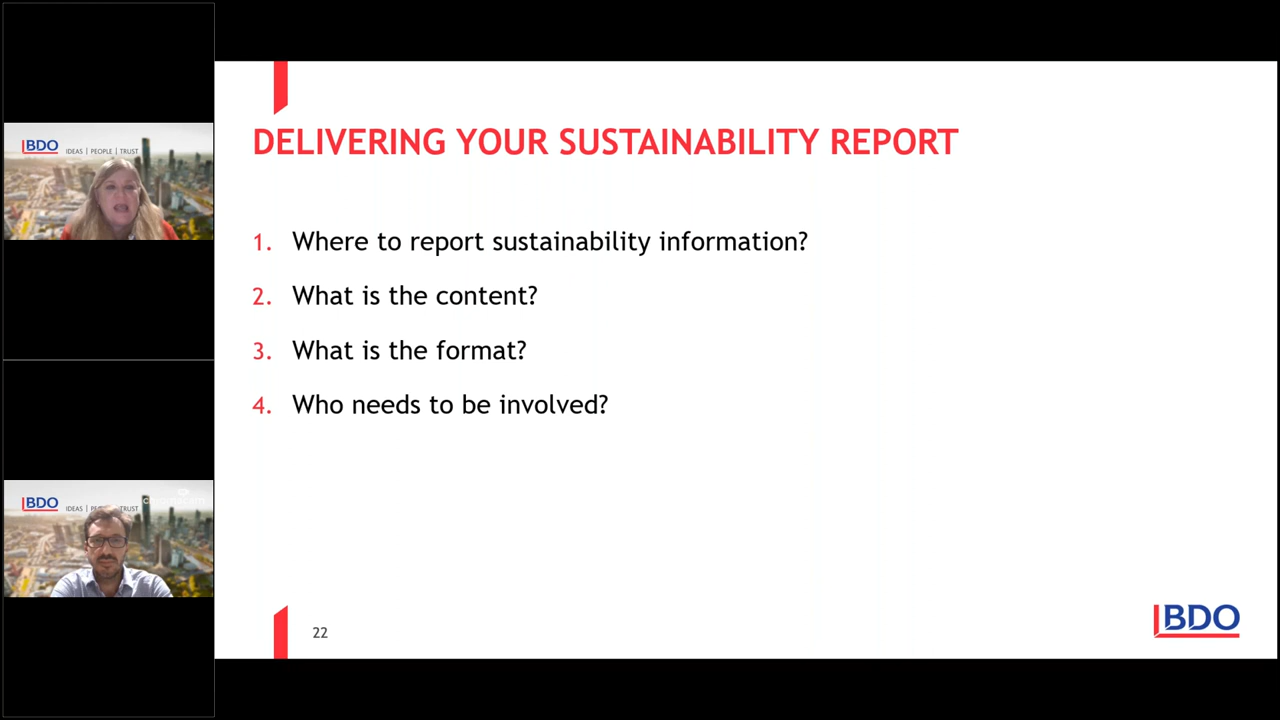 BDO
IDEAS | PEOPLE | TRUST
DELIVERING YOUR SUSTAINABILITY REPORT
1. Where to report sustainability information?
2. What is the content?
3. What is the format?
4. Who needs to be involved?
BDO
TRUST
22
BDO